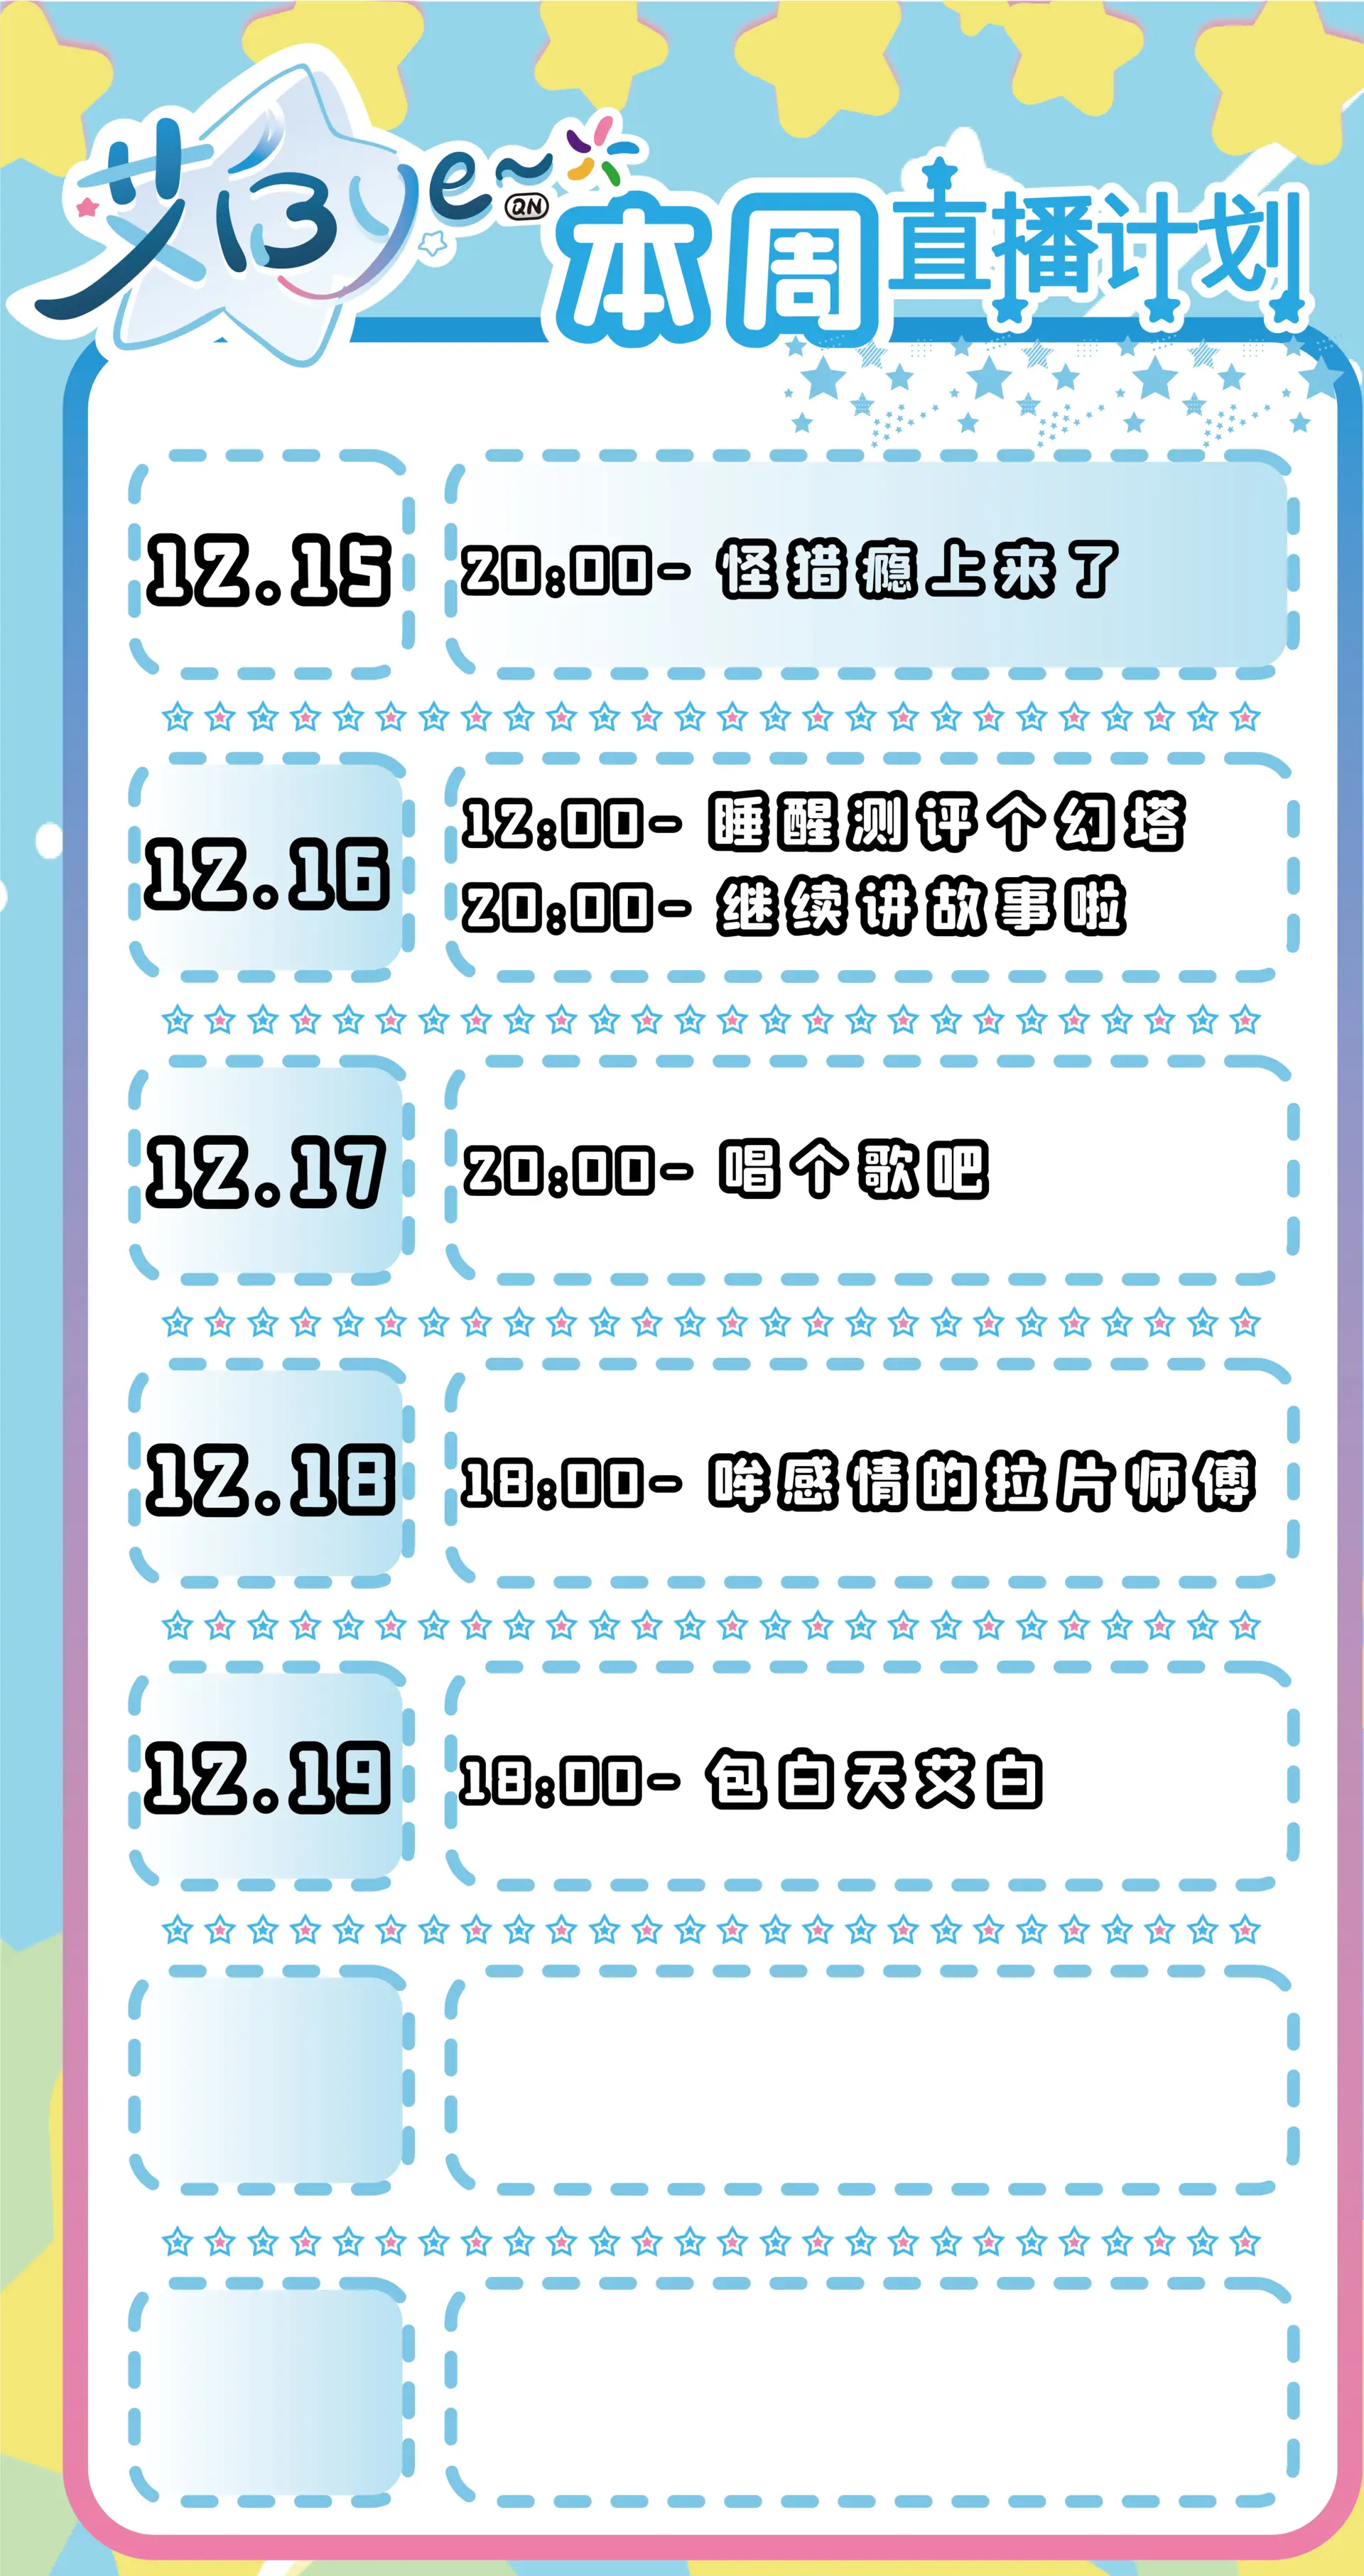 艾白ye~
QN
本周直播计划
12.15
20:00- 怪猎瘾上来了
12.16
12:00- 睡醒测评个幻塔
20:00- 继续讲故事啦
12.17
20:00- 唱个歌吧
12.18
18:00- 哞感情的拉片师傅
12.19
18:00- 包白天艾白